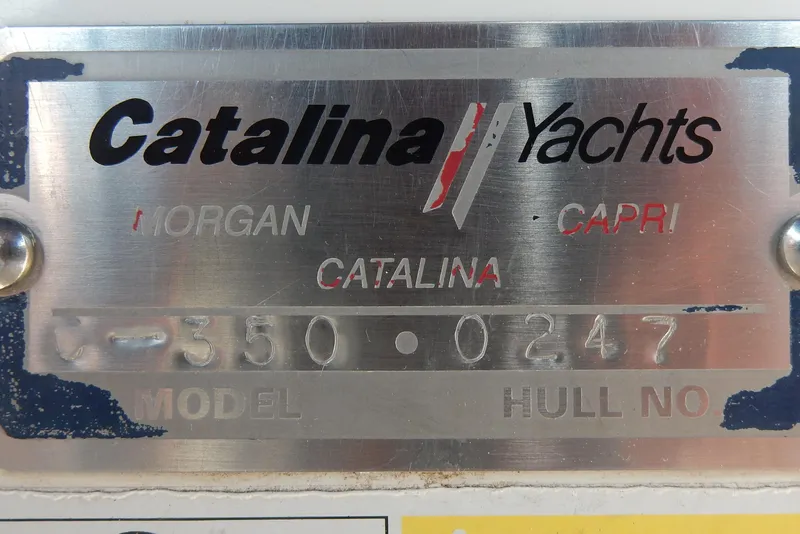 Catalina Yachts
MORGAN CAPRI
CATALINA
C-350 • 0247
MODEL HULL NO.